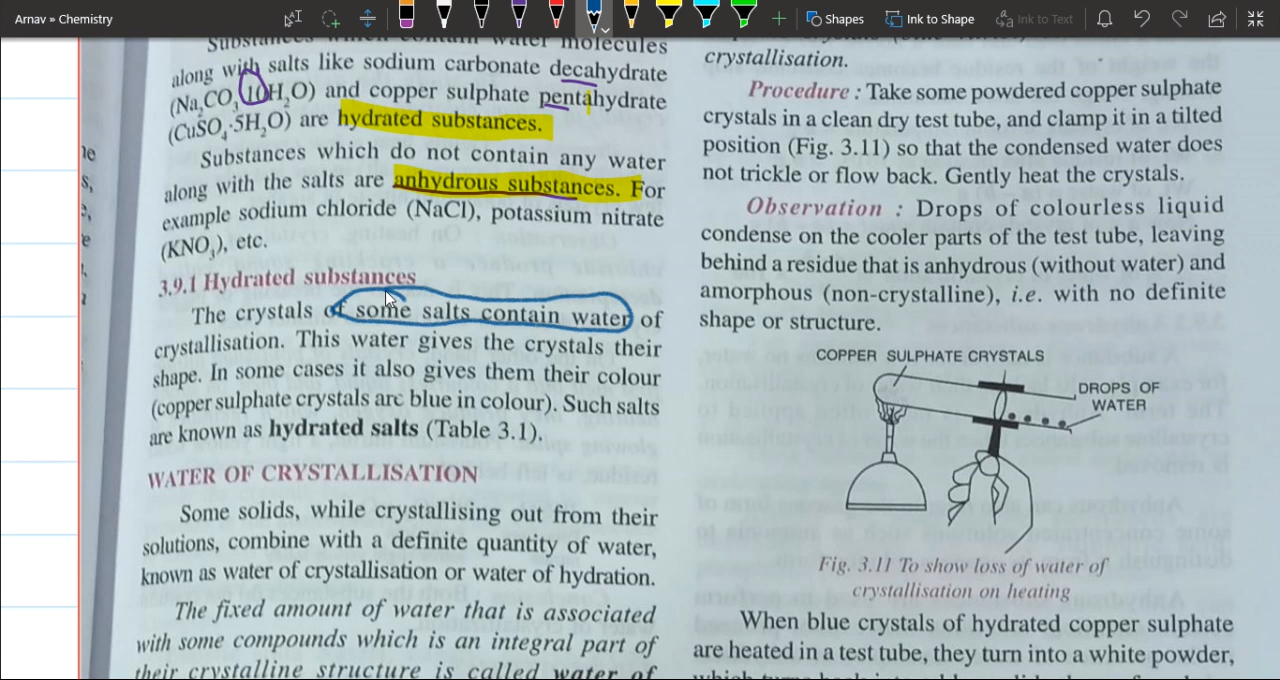 Arnav » Chemistry
Shapes
Ink to Shape
Ink to Text
Substances which contain water molecules
along with salts like sodium carbonate decahydrate
(Na₂CO₃10H₂O) and copper sulphate pentahydrate
(CuSO₄·5H₂O) are hydrated substances.
Substances which do not contain any water
along with the salts are anhydrous substances. For
example sodium chloride (NaCl), potassium nitrate
(KNO₃), etc.
3.9.1 Hydrated substances
The crystals of some salts contain water of
crystallisation. This water gives the crystals their
shape. In some cases it also gives them their colour
(copper sulphate crystals are blue in colour). Such salts
are known as hydrated salts (Table 3.1).
WATER OF CRYSTALLISATION
Some solids, while crystallising out from their
solutions, combine with a definite quantity of water,
known as water of crystallisation or water of hydration.
The fixed amount of water that is associated
with some compounds which is an integral part of
their crystalline structure is called water of
crystallisation.
Procedure : Take some powdered copper sulphate
crystals in a clean dry test tube, and clamp it in a tilted
position (Fig. 3.11) so that the condensed water does
not trickle or flow back. Gently heat the crystals.
Observation : Drops of colourless liquid
condense on the cooler parts of the test tube, leaving
behind a residue that is anhydrous (without water) and
amorphous (non-crystalline), i.e. with no definite
shape or structure.
COPPER SULPHATE CRYSTALS
DROPS OF
WATER
Fig. 3.11 To show loss of water of
crystallisation on heating
When blue crystals of hydrated copper sulphate
are heated in a test tube, they turn into a white powder,